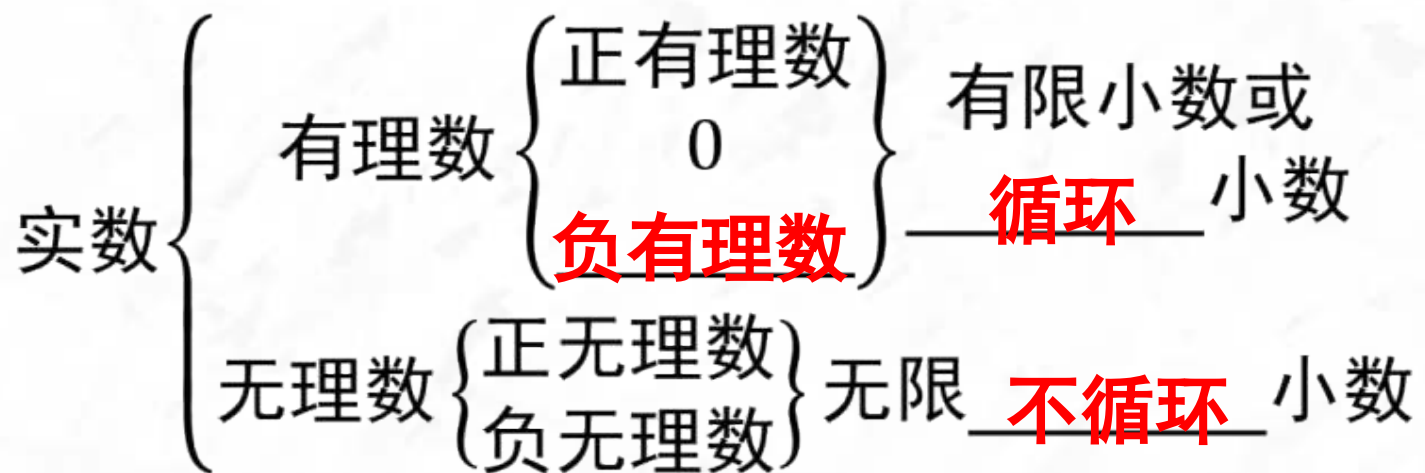 实数
有理数
正有理数
0
负有理数
有限小数或
循环小数
无理数
正无理数
负无理数
无限不循环小数